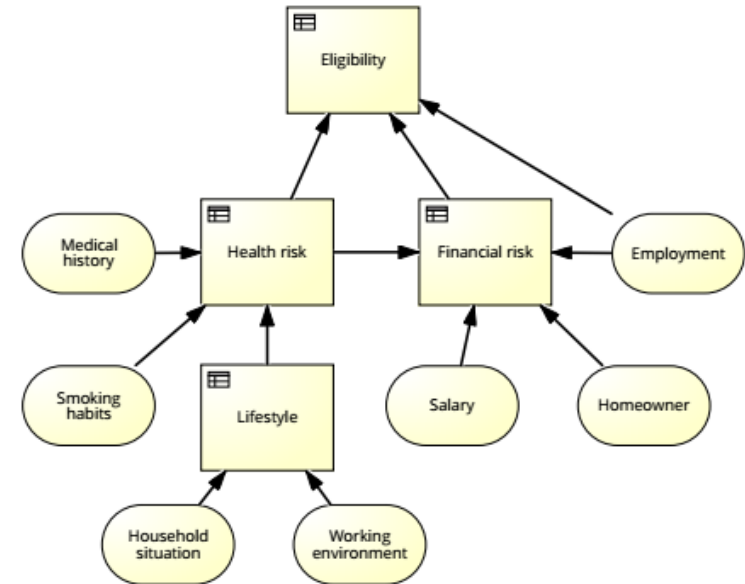 Eligibility
Medical
history
Health risk
Financial risk
Employment
Smoking
habits
Lifestyle
Salary
Homeowner
Household
situation
Working
environment